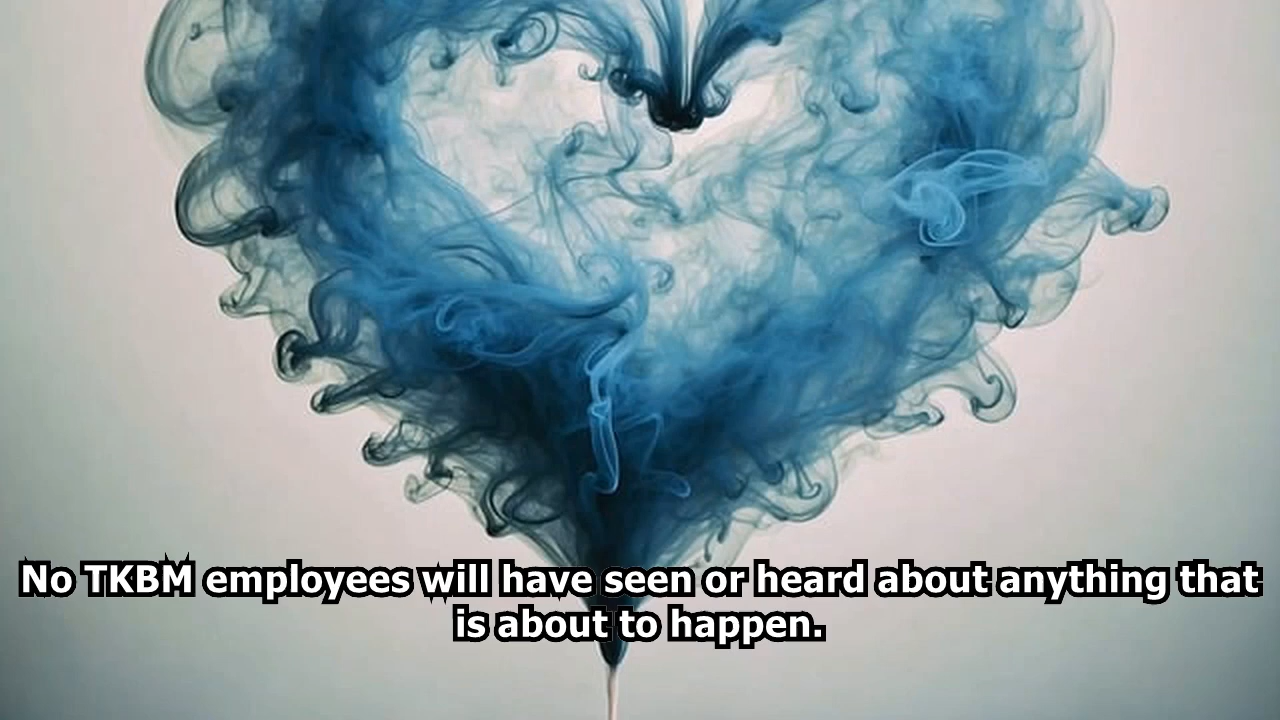 No TKBM employees will have seen or heard about anything that
is about to happen.